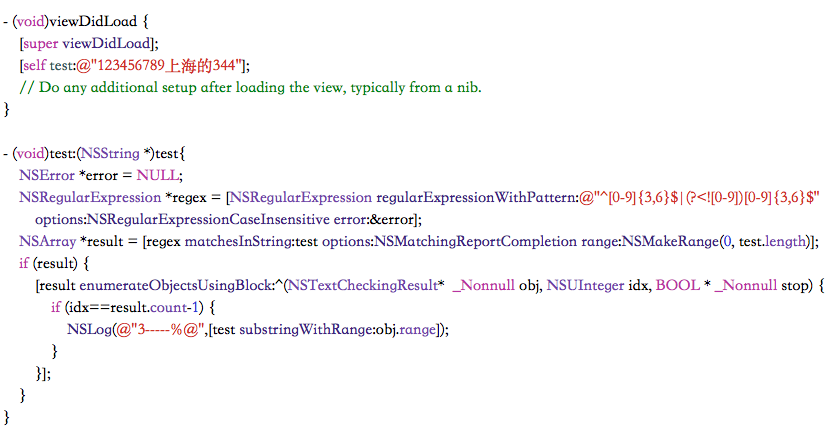 - (void)viewDidLoad {
    [super viewDidLoad];
    [self test:@"123456789上海的344"];
    // Do any additional setup after loading the view, typically from a nib.
}

- (void)test:(NSString *)test{
    NSError *error = NULL;
    NSRegularExpression *regex = [NSRegularExpression regularExpressionWithPattern:@"^[0-9]{3,6}$|(?<![0-9])[0-9]{3,6}$"
        options:NSRegularExpressionCaseInsensitive error:&error];
    NSArray *result = [regex matchesInString:test options:NSMatchingReportCompletion range:NSMakeRange(0, test.length)];
    if (result) {
        [result enumerateObjectsUsingBlock:^(NSTextCheckingResult*  _Nonnull obj, NSUInteger idx, BOOL * _Nonnull stop) {
            if (idx==result.count-1) {
                NSLog(@"3-----%@",[test substringWithRange:obj.range]);
            }
        }];
    }
}